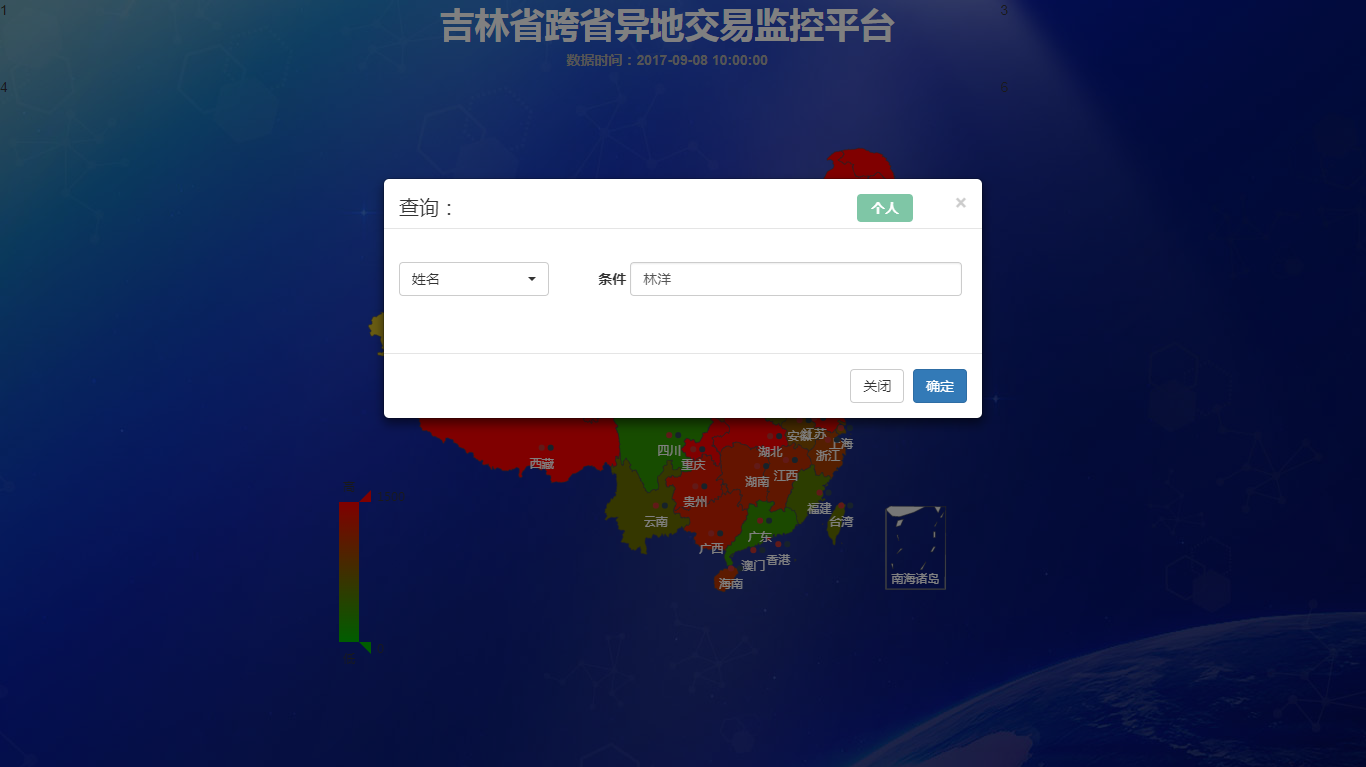 1
吉林省跨省异地交易监控平台
3
数据时间：2017-09-08 10:00:00
4
6
查询：
个人
×
姓名
条件
林洋
关闭
确定
安徽
江苏
上海
四川
湖北
浙江
西藏
重庆
江西
湖南
贵州
福建
云南
台湾
广东
广西
香港
澳门
南海诸岛
海南